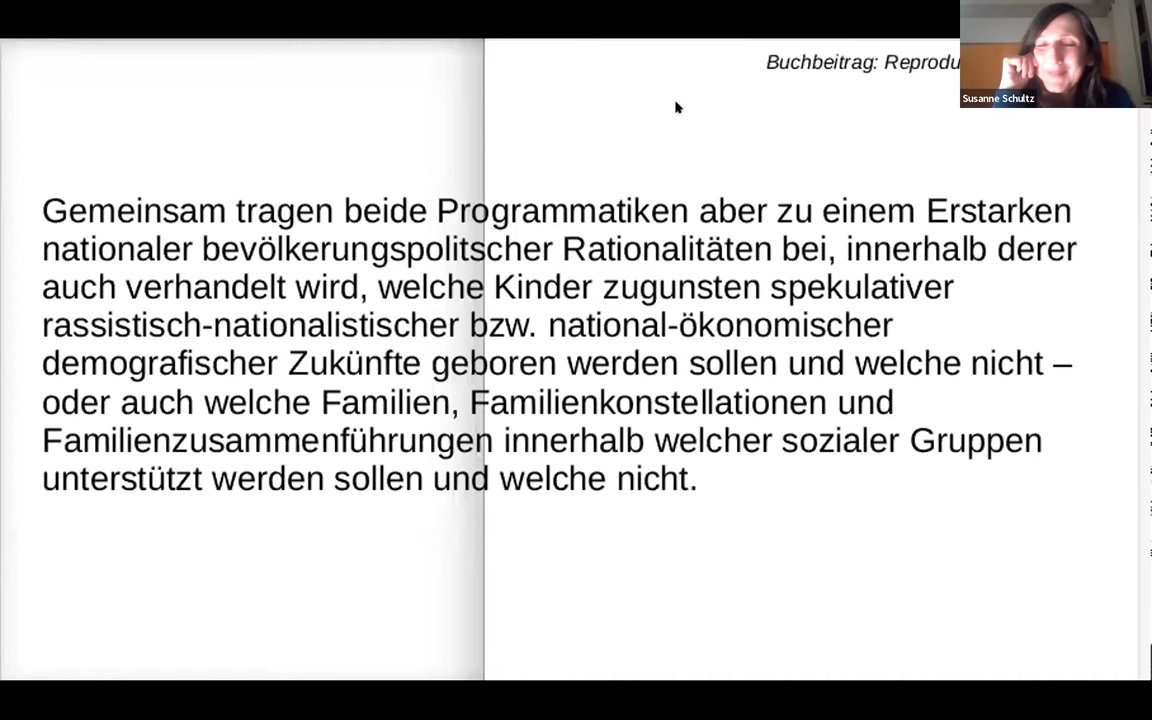 Buchbeitrag: Reprodu
Susanne Schultz
Gemeinsam tragen beide Programmatiken aber zu einem Erstarken
nationaler bevölkerungspolitscher Rationalitäten bei, innerhalb derer
auch verhandelt wird, welche Kinder zugunsten spekulativer
rassistisch-nationalistischer bzw. national-ökonomischer
demografischer Zukünfte geboren werden sollen und welche nicht –
oder auch welche Familien, Familienkonstellationen und
Familienzusammenführungen innerhalb welcher sozialer Gruppen
unterstützt werden sollen und welche nicht.